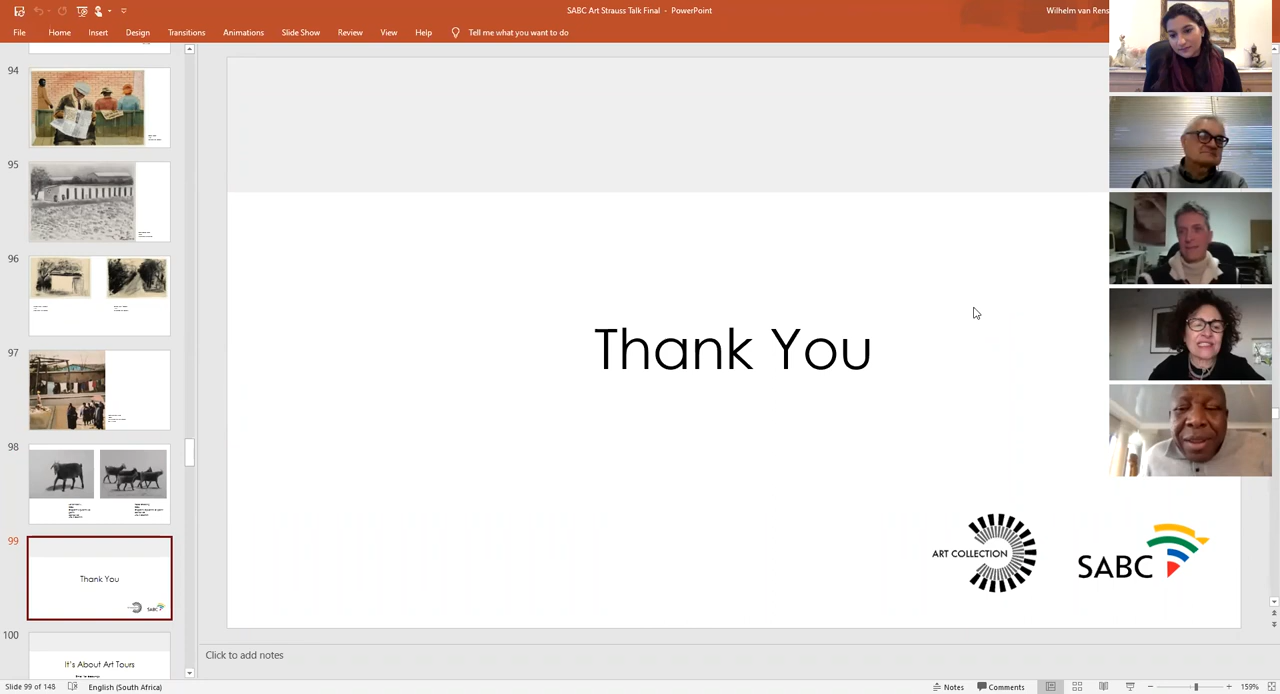 SABC Art Strauss Talk Final - PowerPoint
Wilhelm van Rens
File Home Insert Design Transitions Animations Slide Show Review View Help Tell me what you want to do
94
95
96
97
98
99
Thank You
SABC
100
It's About Art Tours
Thank You
ART COLLECTION
SABC
Click to add notes
Slide 99 of 148 English (South Africa) Notes Comments 159%